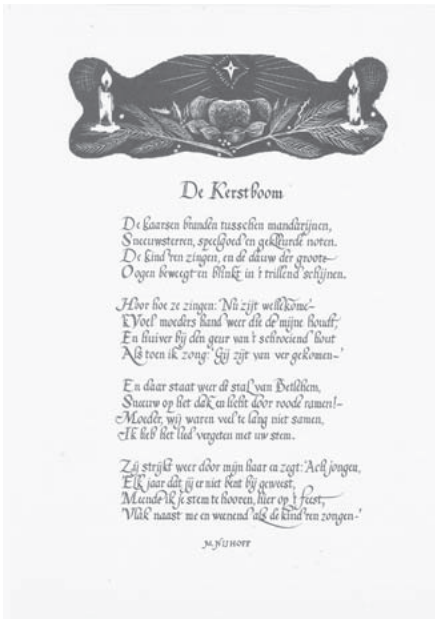 De Kerstboom
De kaarsen branden tusschen mandarijnen,
Sneeuwsterren, speelgoed en gekleurde noten.
De kind'ren zingen, en de dauw der groote
Oogen beweegt en blinkt in 't trillend schijnen.
Hoor hoe ze zingen: 'Nu zijt wellekome-'
'k Voel moeders hand weer die de mijne houdt,
En huiver bij den geur van 't schroeiend hout
Als toen ik zong: 'Gij zijt van ver gekomen-'
En daar staat weer de stal van Bethlehem,
Sneeuw op het dak en licht door roode ramen!-
Moeder, wij waren veel te lang niet samen,
Ik heb het lied vergeten met uw stem.
Zij strijkt weer door mijn haar en zegt: 'Ach jongen,
Elk jaar dat jij er niet bent bij geweest,
Meende ik je stem te hooren, hier op 't feest,
Vlak naast me en weenend als de kind'ren zongen-'
M. NIJHOFF